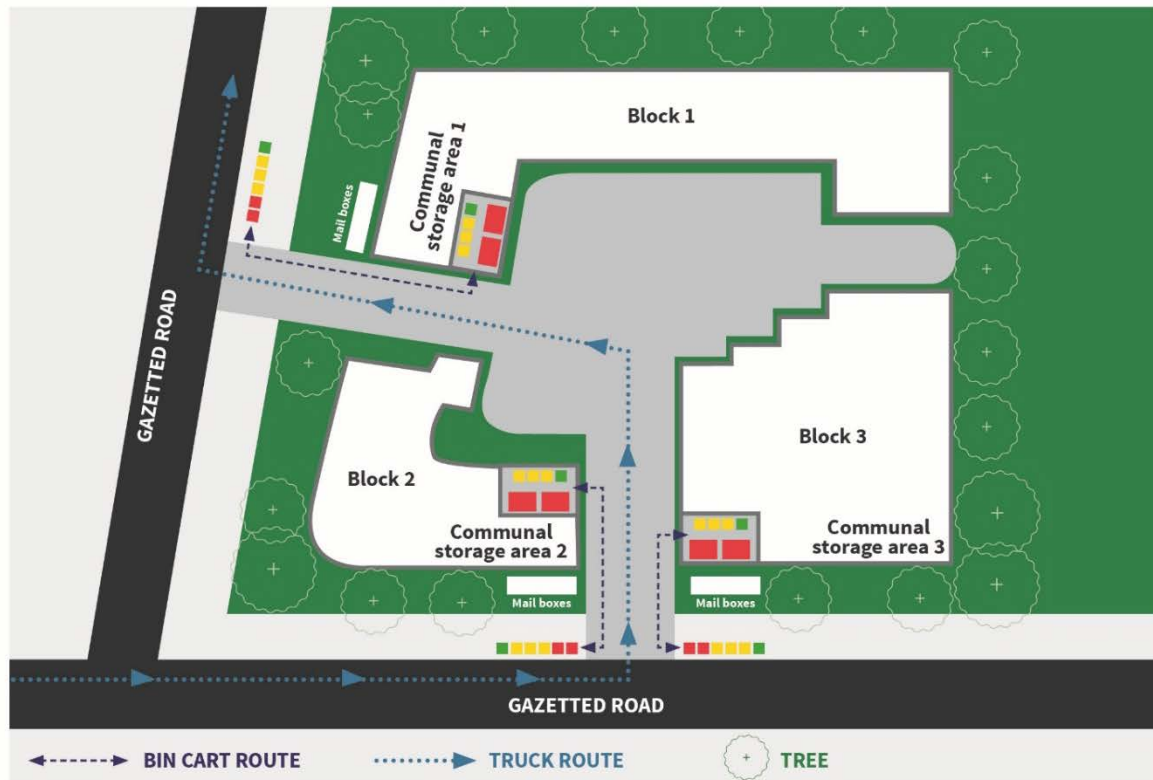 Block 1
Communal
storage area 1
Mail boxes
GAZETTED ROAD
Block 2
Communal
storage area 2
Mail boxes
Block 3
Communal
storage area 3
Mail boxes
GAZETTED ROAD
BIN CART ROUTE
TRUCK ROUTE
TREE